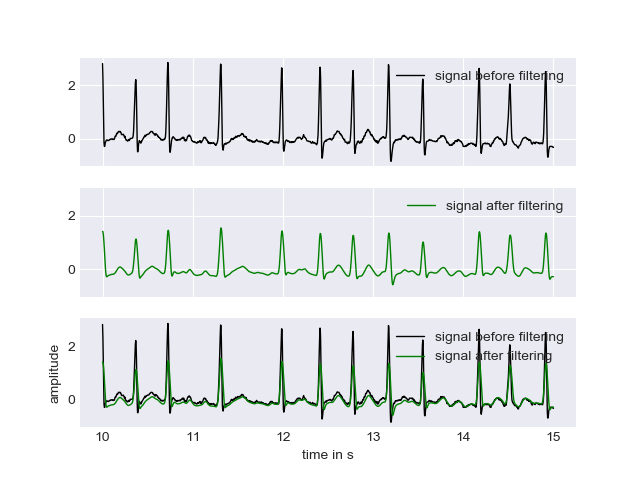 2
0
signal before filtering
2
0
signal after filtering
amplitude
2
0
signal before filtering
signal after filtering
10 11 12 13 14 15
time in s